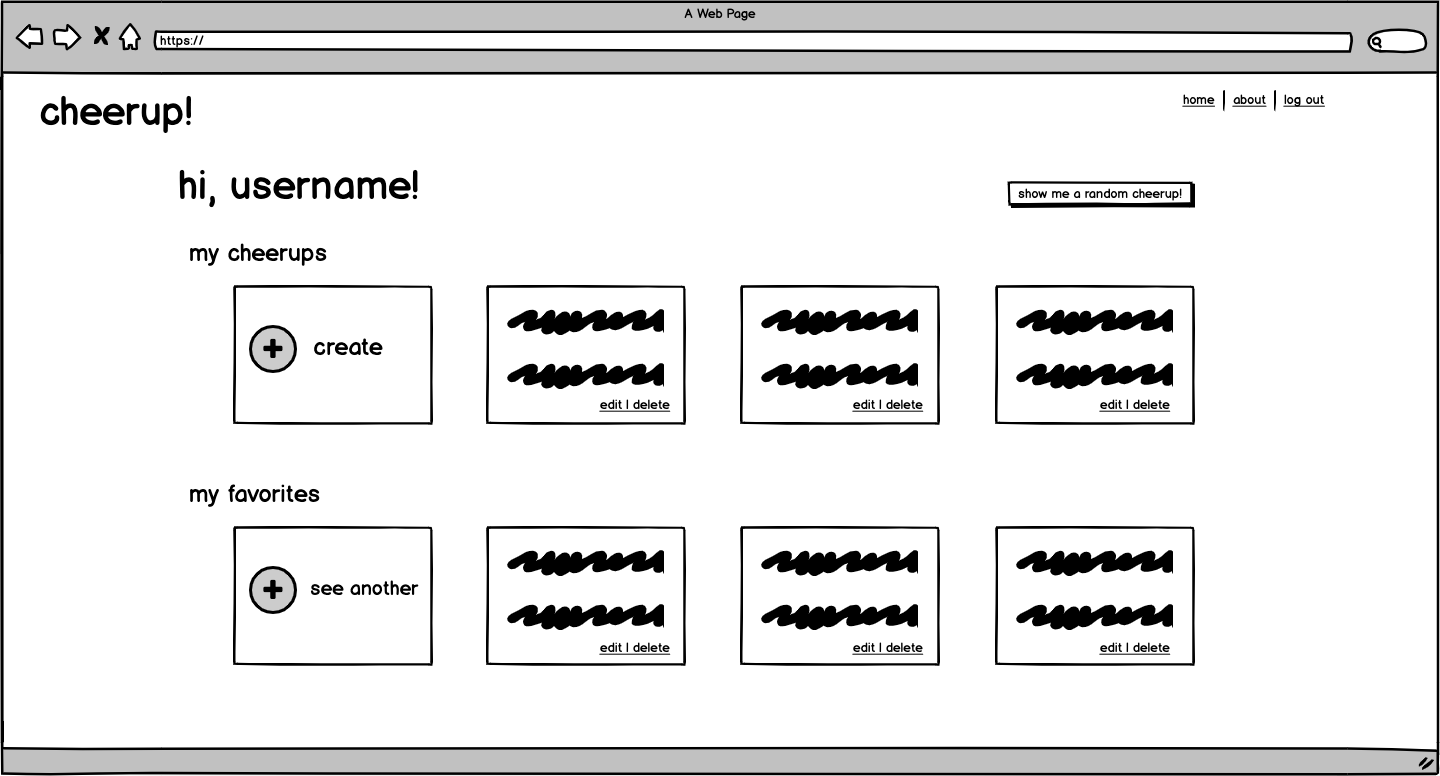 A Web Page
https://
cheerup!
home | about | log out
hi, username!
show me a random cheerup!
my cheerups
create
edit | delete
edit | delete
edit | delete
my favorites
see another
edit | delete
edit | delete
edit | delete